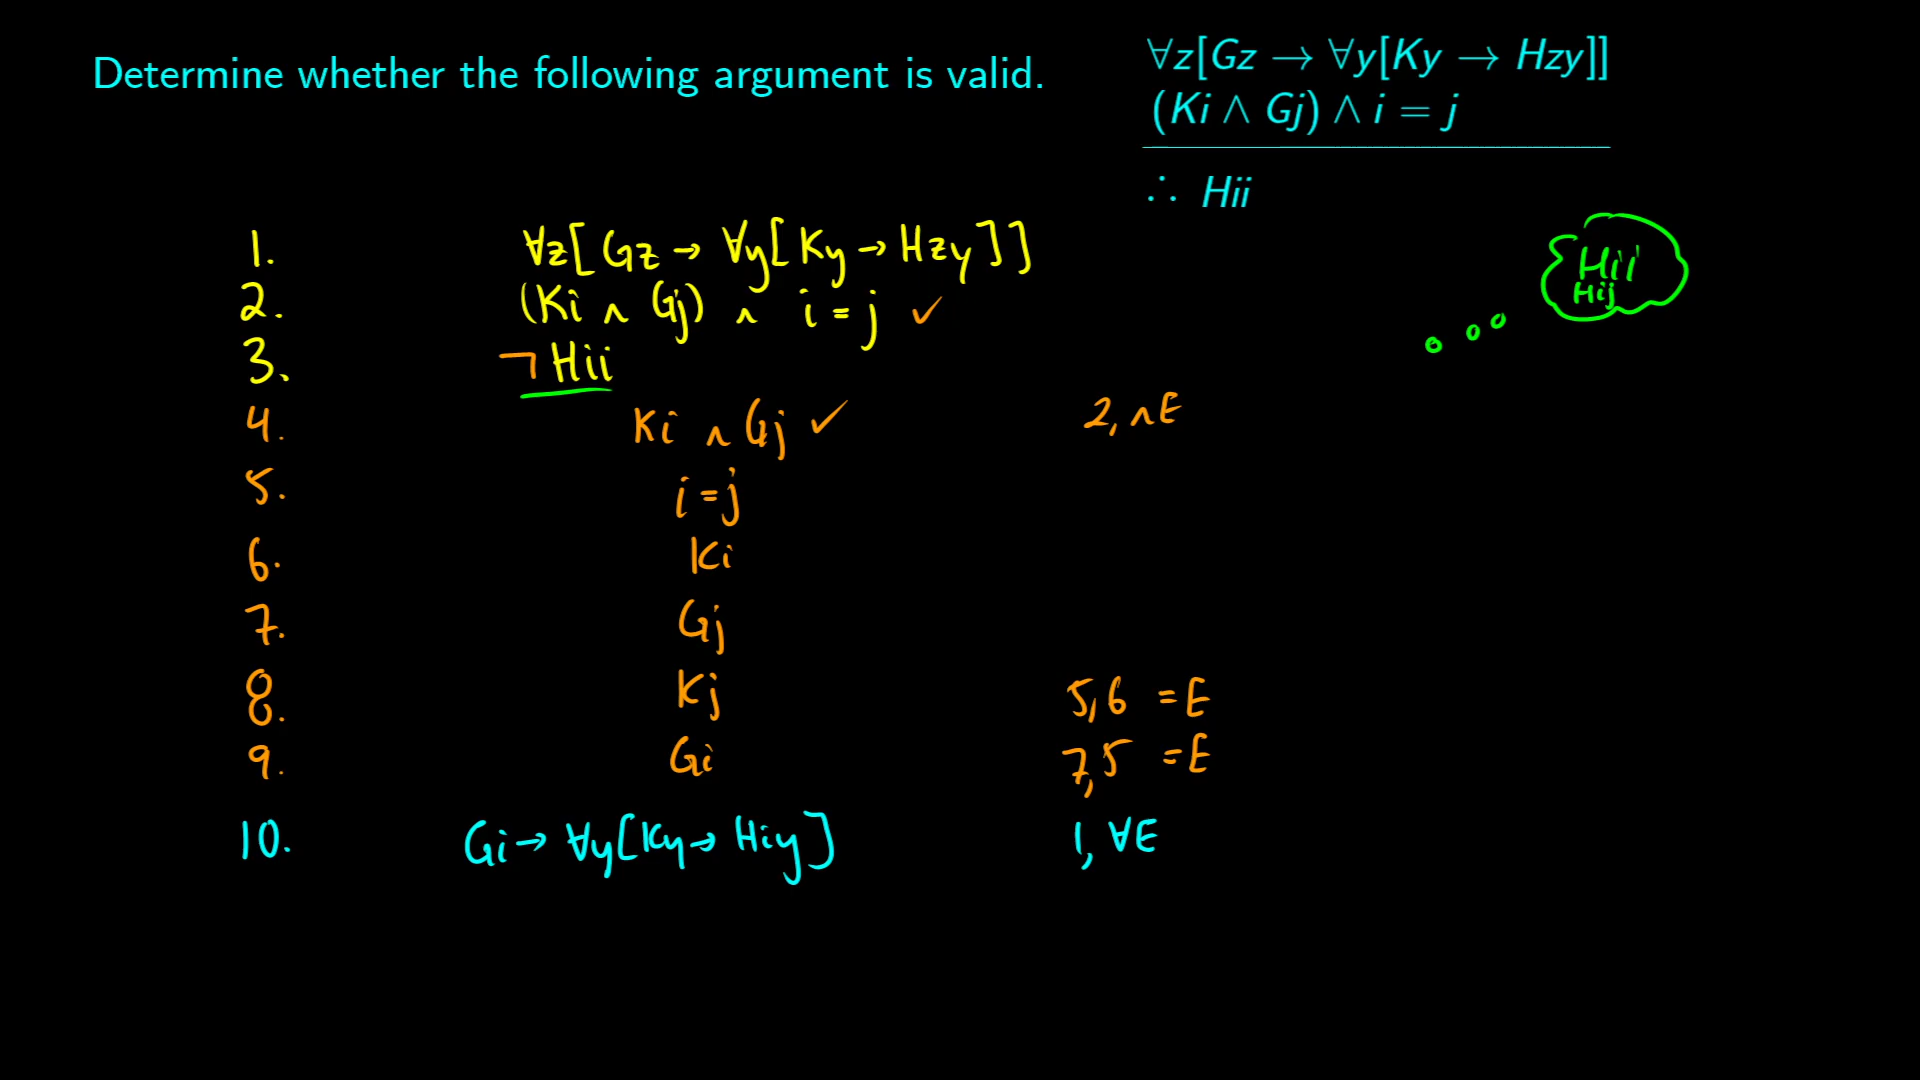 Determine whether the following argument is valid.
∀z[Gz → ∀y[Ky → Hzy]]
(Ki ∧ Gj) ∧ i = j
∴ Hii
1. ∀z[Gz → ∀y[Ky → Hzy]]
2. (Ki ∧ Gj) ∧ i = j ✓
3. ¬Hii
Hii
Hij
4. Ki ∧ Gj ✓ 2, ∧E
5. i = j
6. Ki
7. Gj
8. Kj 5,6 =E
9. Gi 7,5 =E
10. Gi → ∀y[Ky → Hiy] 1, ∀E